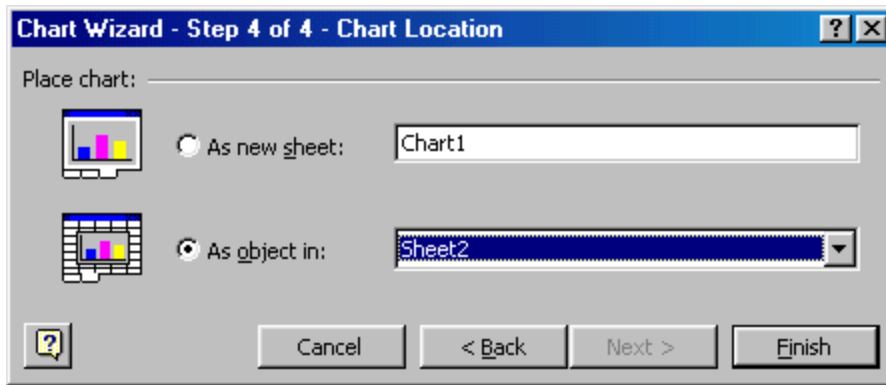 Chart Wizard - Step 4 of 4 - Chart Location ? X
Place chart:
As new sheet: Chart1
As object in: Sheet2
? Cancel < Back Next > Finish